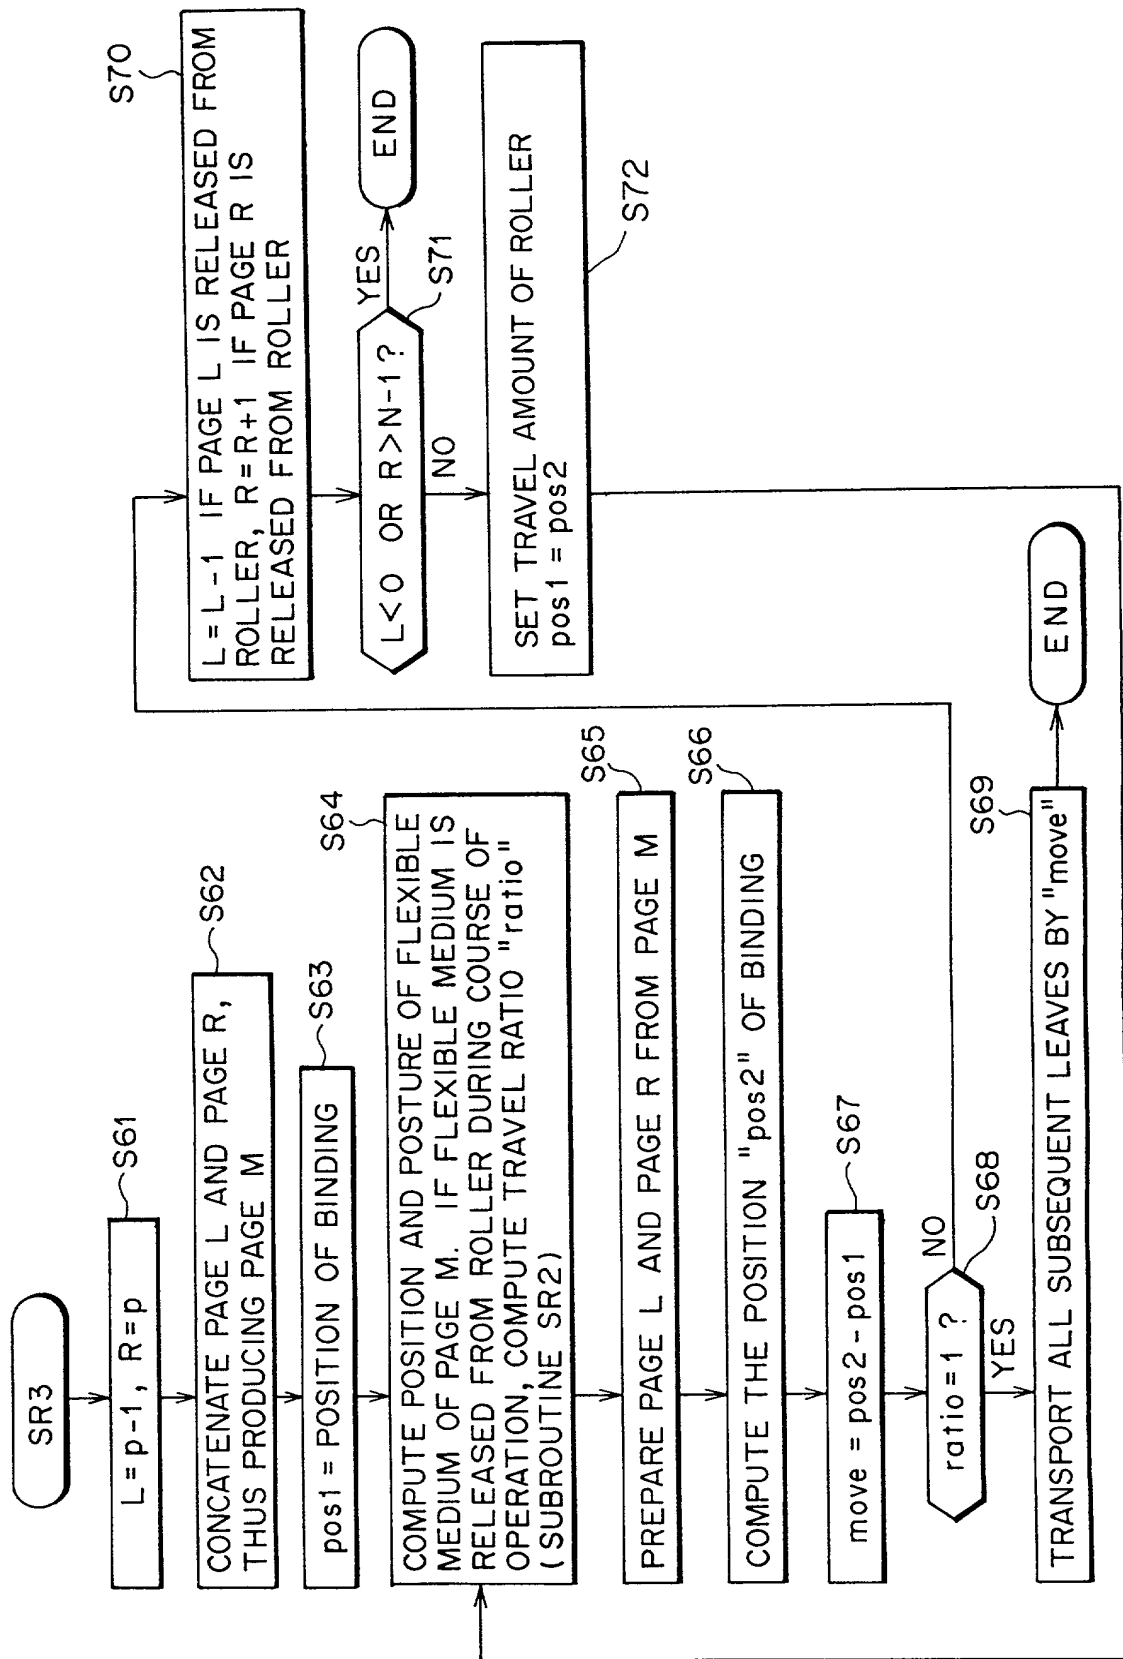 SR3
L=p-1, R=p
S61
CONCATENATE PAGE L AND PAGE R,
THUS PRODUCING PAGE M
S62
pos1 = POSITION OF BINDING
S63
COMPUTE POSITION AND POSTURE OF FLEXIBLE
MEDIUM OF PAGE M. IF FLEXIBLE MEDIUM IS
RELEASED FROM ROLLER DURING COURSE OF
OPERATION, COMPUTE TRAVEL RATIO "ratio"
(SUBROUTINE SR2)
S64
PREPARE PAGE L AND PAGE R FROM PAGE M
S65
COMPUTE THE POSITION "pos2" OF BINDING
S66
move = pos2-pos1
S67
ratio=1 ?
S68
NO
YES
TRANSPORT ALL SUBSEQUENT LEAVES BY "move"
S69
END
L=L-1 IF PAGE L IS RELEASED FROM
ROLLER, R=R+1 IF PAGE R IS
RELEASED FROM ROLLER
S70
L<0 OR R>N-1?
S71
YES
END
NO
SET TRAVEL AMOUNT OF ROLLER
pos1 = pos2
S72